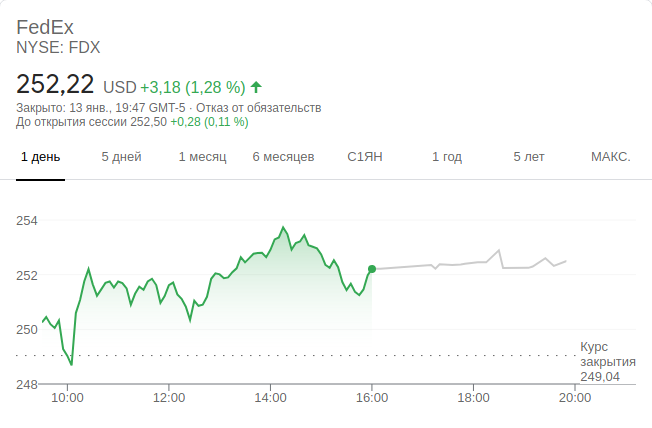 FedEx
NYSE: FDX
252,22 USD +3,18 (1,28 %)
Закрыто: 13 янв., 19:47 GMT-5 · Отказ от обязательств
До открытия сессии 252,50 +0,28 (0,11 %)
1 день 5 дней 1 месяц 6 месяцев С1ЯН 1 год 5 лет МАКС.
254
252
250
Курс
закрытия
249,04
248
10:00 12:00 14:00 16:00 18:00 20:00